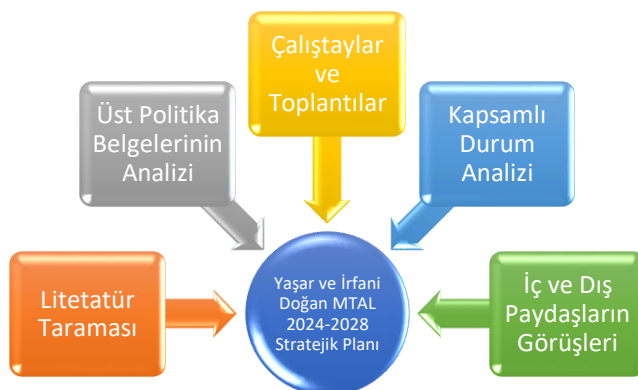 Çalıştaylar
ve
Toplantılar
Üst Politika
Belgelerinin
Analizi
Kapsamlı
Durum
Analizi
Litetatür
Taraması
Yaşar ve İrfani
Doğan MTAL
2024-2028
Stratejik Planı
İç ve Dış
Paydaşların
Görüşleri